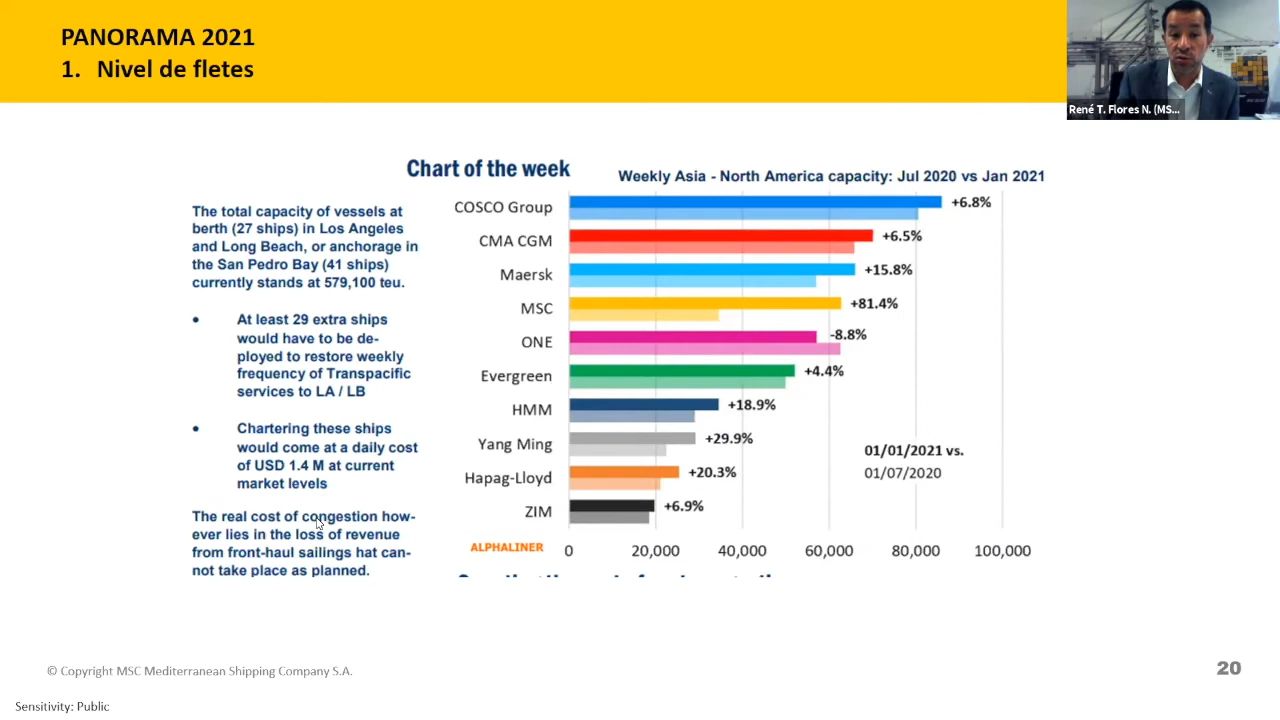 PANORAMA 2021
1. Nivel de fletes
René T. Flores N. (MS...
Chart of the week
Weekly Asia - North America capacity: Jul 2020 vs Jan 2021
The total capacity of vessels at
berth (27 ships) in Los Angeles
and Long Beach, or anchorage in
the San Pedro Bay (41 ships)
currently stands at 579,100 teu.
• At least 29 extra ships
would have to be de-
ployed to restore weekly
frequency of Transpacific
services to LA / LB
• Chartering these ships
would come at a daily cost
of USD 1.4 M at current
market levels
The real cost of congestion how-
ever lies in the loss of revenue
from front-haul sailings hat can-
not take place as planned.
COSCO Group +6.8%
CMA CGM +6.5%
Maersk +15.8%
MSC +81.4%
ONE -8.8%
Evergreen +4.4%
HMM +18.9%
Yang Ming +29.9%
Hapag-Lloyd +20.3%
ZIM +6.9%
01/01/2021 vs.
01/07/2020
ALPHALINER
0 20,000 40,000 60,000 80,000 100,000
© Copyright MSC Mediterranean Shipping Company S.A.
20
Sensitivity: Public